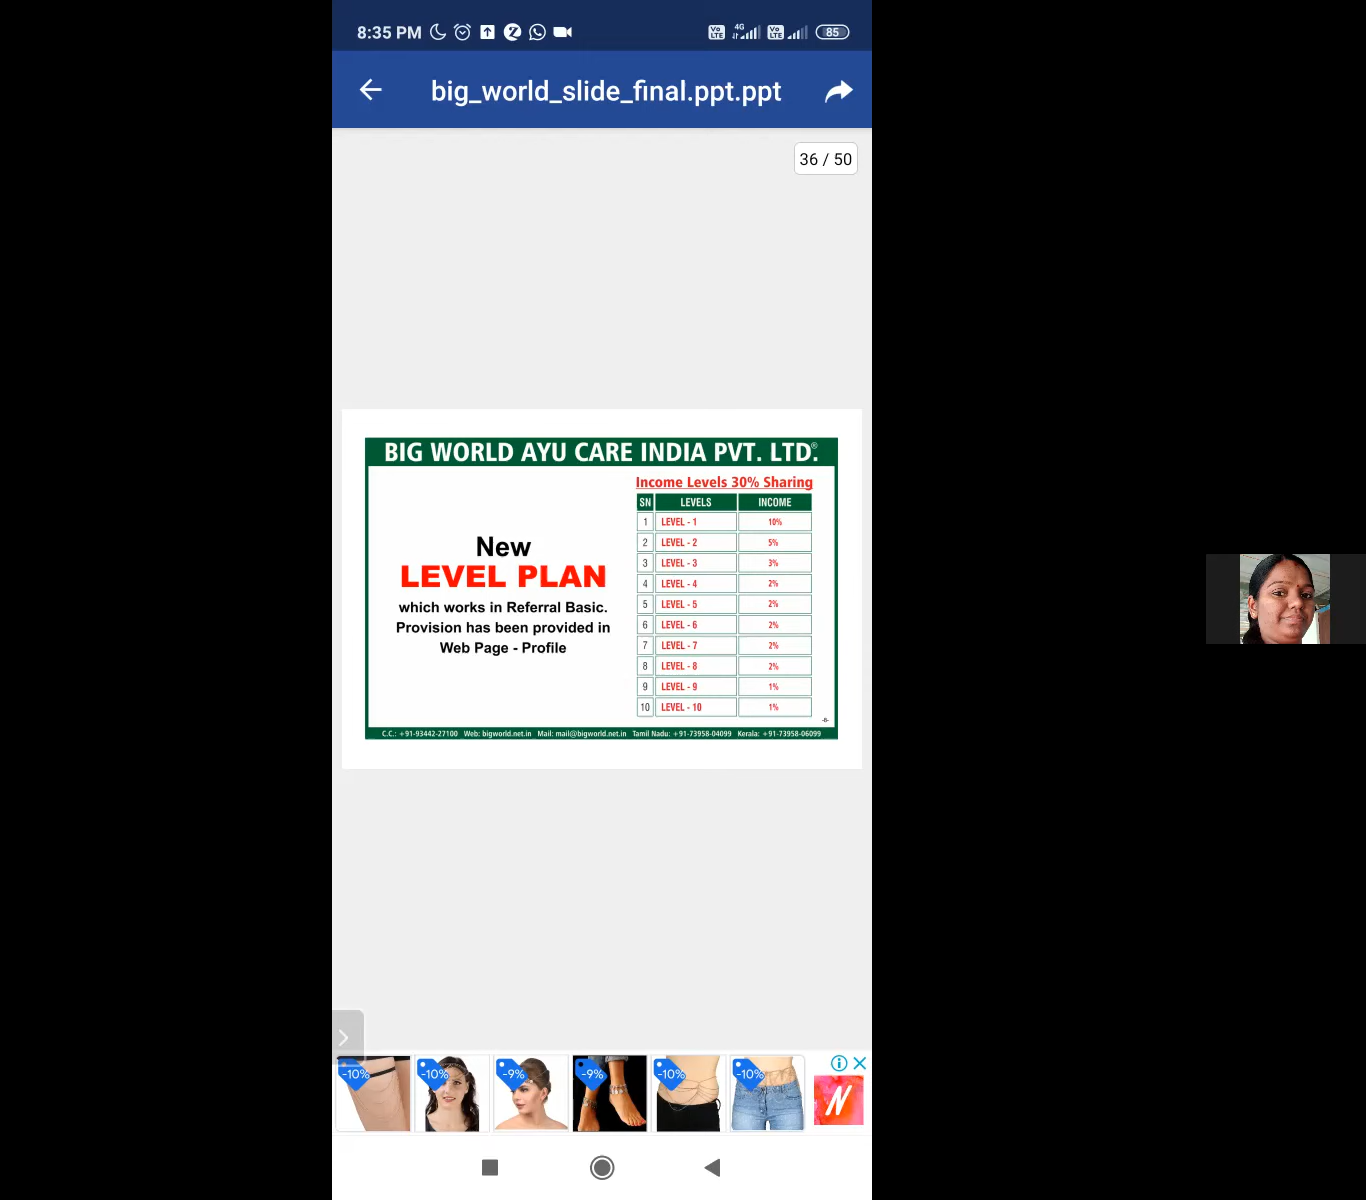 8:35 PM
VoLTE 4G VoLTE 85
big_world_slide_final.ppt.ppt
36 / 50
BIG WORLD AYU CARE INDIA PVT. LTD.®
New
LEVEL PLAN
which works in Referral Basic.
Provision has been provided in
Web Page - Profile
Income Levels 30% Sharing
SN LEVELS INCOME
1 LEVEL - 1 10%
2 LEVEL - 2 5%
3 LEVEL - 3 3%
4 LEVEL - 4 2%
5 LEVEL - 5 2%
6 LEVEL - 6 2%
7 LEVEL - 7 2%
8 LEVEL - 8 2%
9 LEVEL - 9 1%
10 LEVEL - 10 1%
C.C.: +91-93442-27100 Web: bigworld.net.in Mail: mail@bigworld.net.in Tamil Nadu: +91-73958-04099 Kerala: +91-73958-06099
-10% -10% -9% -9% -10% -10% N